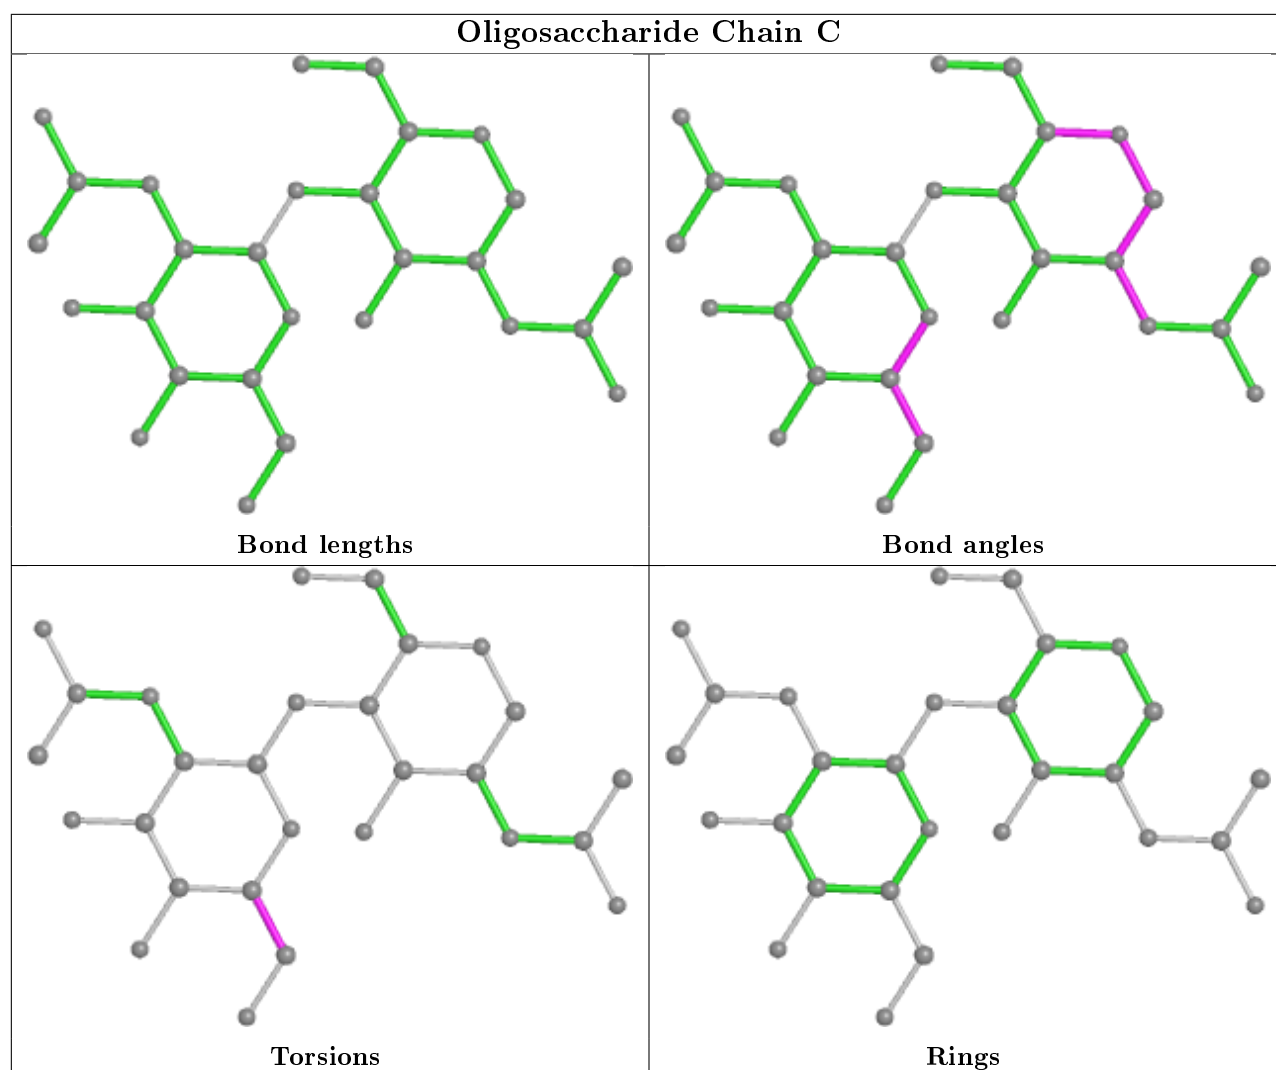 Oligosaccharide Chain C
Bond lengths
Bond angles
Torsions
Rings